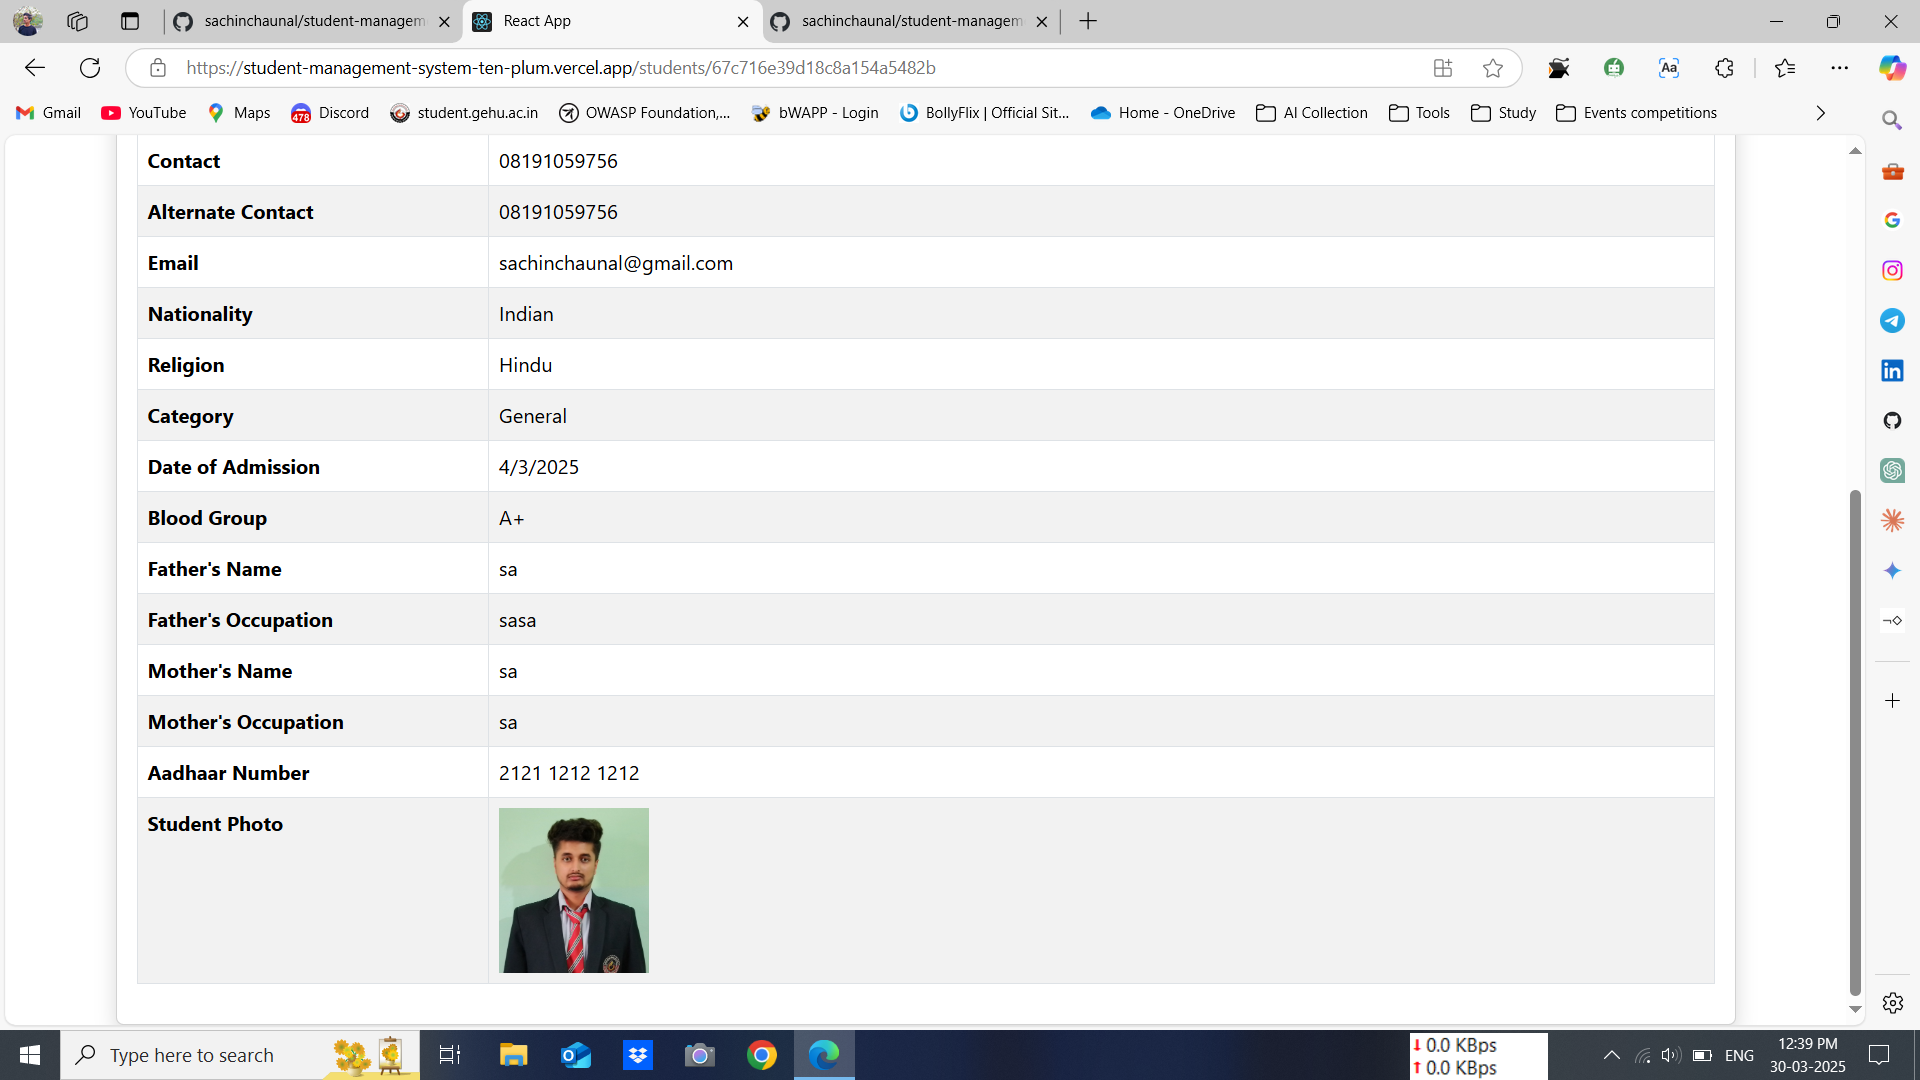 sachinchaunal/student-managem
React App
sachinchaunal/student-managem
https://student-management-system-ten-plum.vercel.app/students/67c716e39d18c8a154a5482b
Gmail
YouTube
Maps
478
Discord
student.gehu.ac.in
OWASP Foundation,...
bWAPP - Login
BollyFlix | Official Sit...
Home - OneDrive
AI Collection
Tools
Study
Events competitions
Contact 08191059756
Alternate Contact 08191059756
Email sachinchaunal@gmail.com
Nationality Indian
Religion Hindu
Category General
Date of Admission 4/3/2025
Blood Group A+
Father's Name sa
Father's Occupation sasa
Mother's Name sa
Mother's Occupation sa
Aadhaar Number 2121 1212 1212
Student Photo
Type here to search
0.0 KBps
0.0 KBps
ENG
12:39 PM
30-03-2025